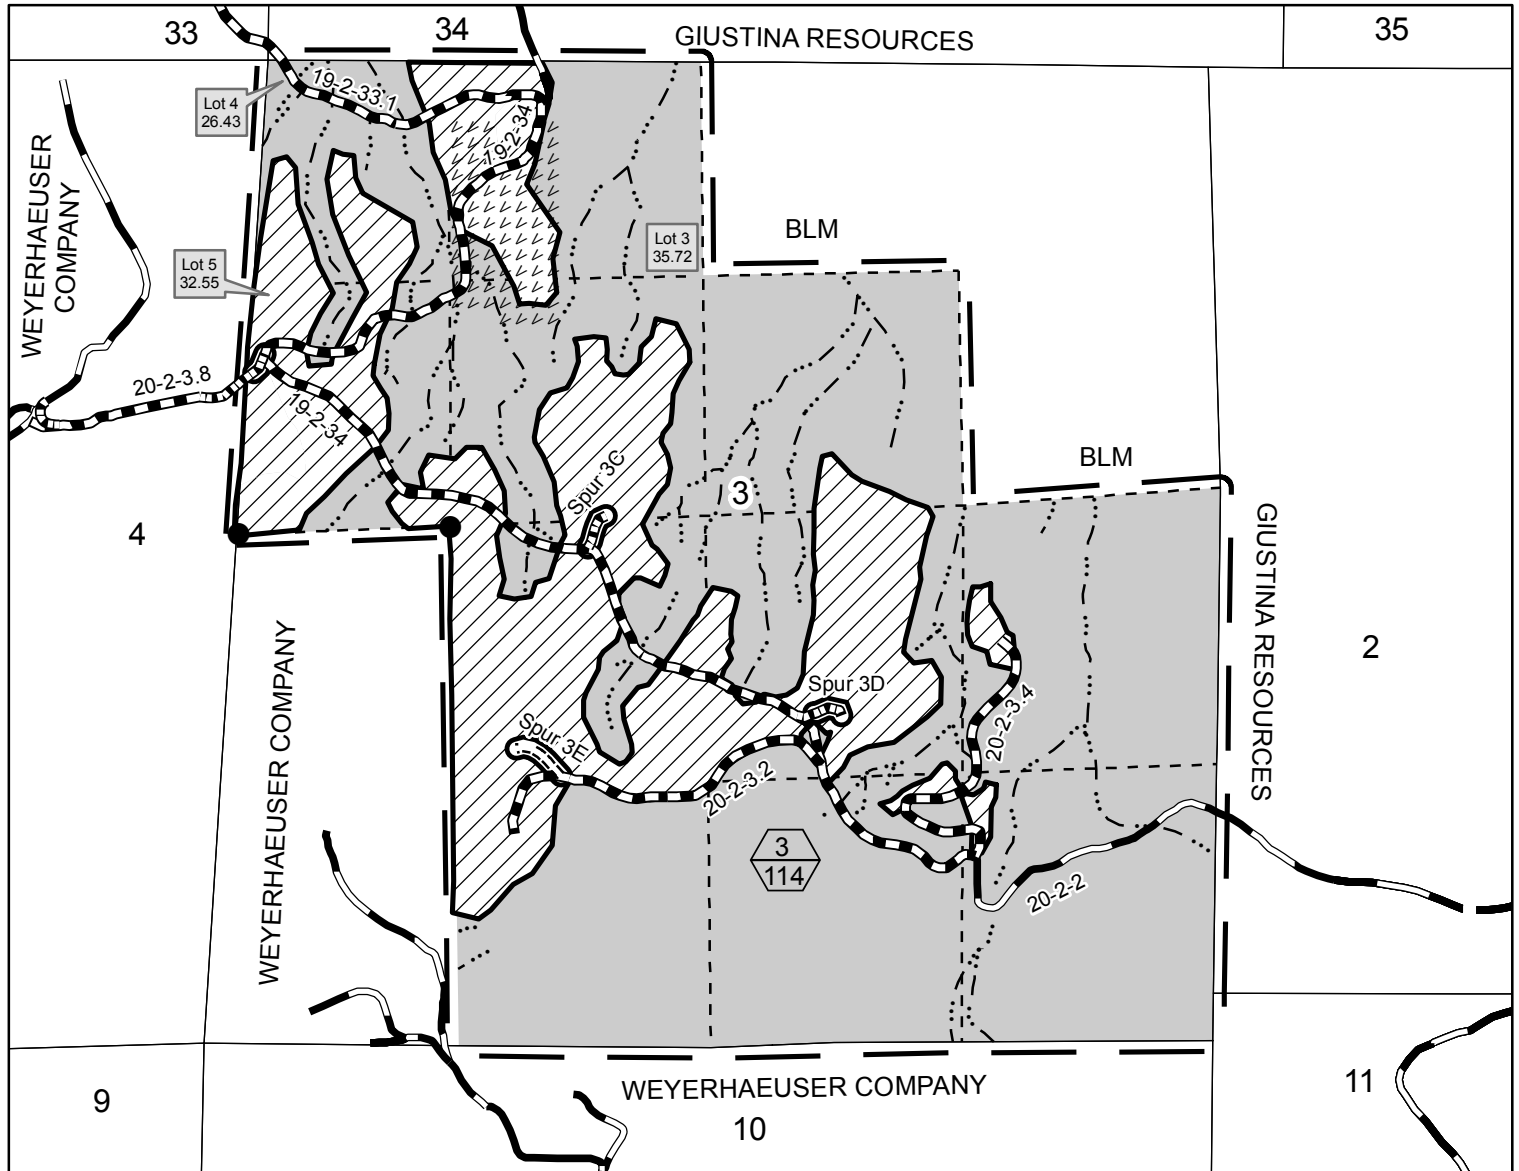 33
34
GIUSTINA RESOURCES
35
Lot 4
26.43
19-2-33.1
19-2-34
WEYERHAEUSER
COMPANY
Lot 5
32.55
Lot 3
35.72
BLM
20-2-3.8
19-2-34
BLM
Spur 3C
3
4
GIUSTINA RESOURCES
2
WEYERHAEUSER COMPANY
Spur 3D
20-2-3.4
Spur 3E
20-2-3.2
3
114
20-2-2
WEYERHAEUSER COMPANY
9
10
11